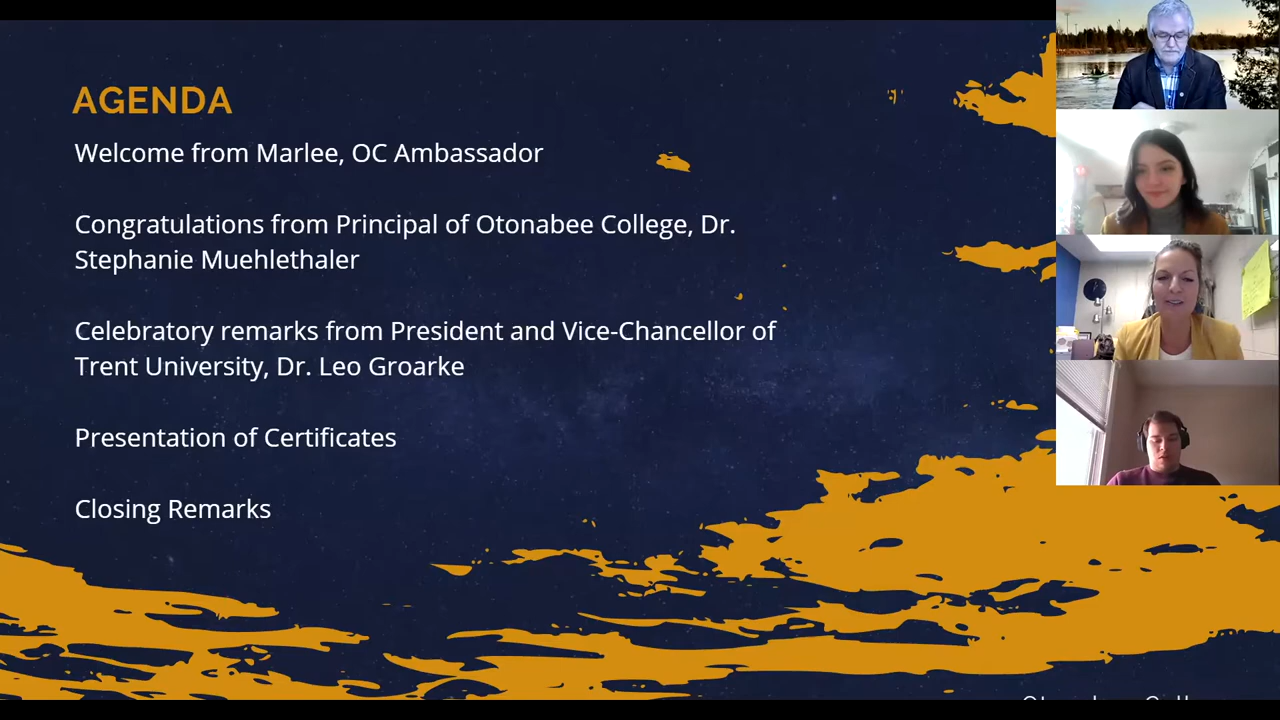 AGENDA
Welcome from Marlee, OC Ambassador
Congratulations from Principal of Otonabee College, Dr.
Stephanie Muehlethaler
Celebratory remarks from President and Vice-Chancellor of
Trent University, Dr. Leo Groarke
Presentation of Certificates
Closing Remarks